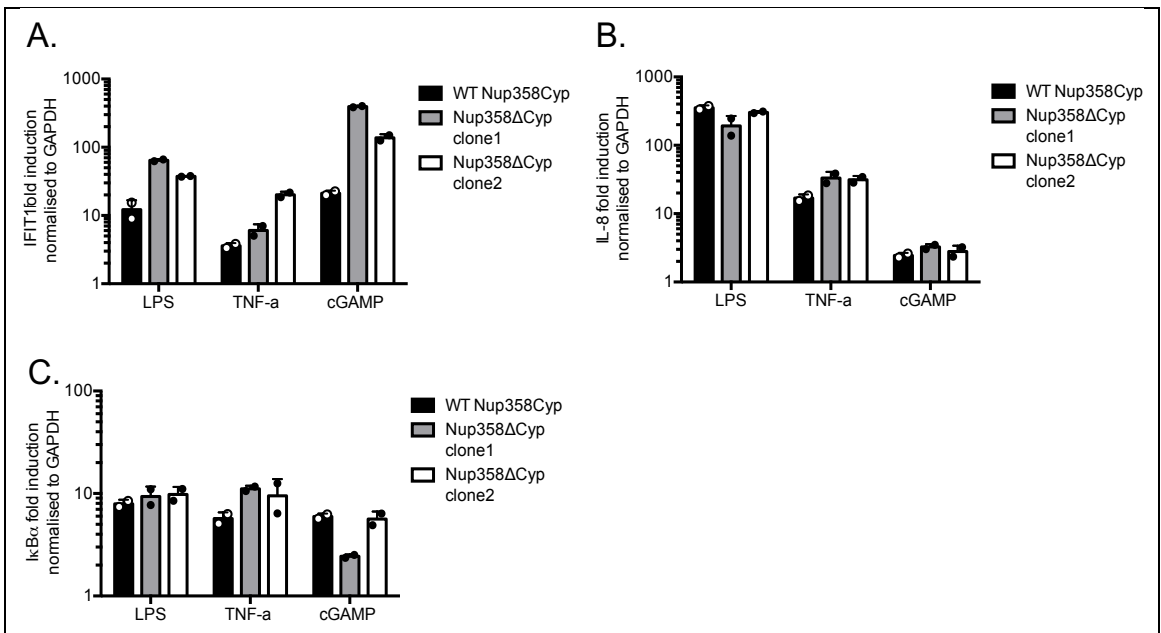 A.
IFIT1fold induction
normalised to GAPDH
1000
100
10
1
LPS
TNF-a
cGAMP
WT Nup358Cyp
Nup358ΔCyp
clone1
Nup358ΔCyp
clone2
B.
IL-8 fold induction
normalised to GAPDH
1000
100
10
1
LPS
TNF-a
cGAMP
WT Nup358Cyp
Nup358ΔCyp
clone1
Nup358ΔCyp
clone2
C.
IκBα fold induction
normalised to GAPDH
100
10
1
LPS
TNF-a
cGAMP
WT Nup358Cyp
Nup358ΔCyp
clone1
Nup358ΔCyp
clone2